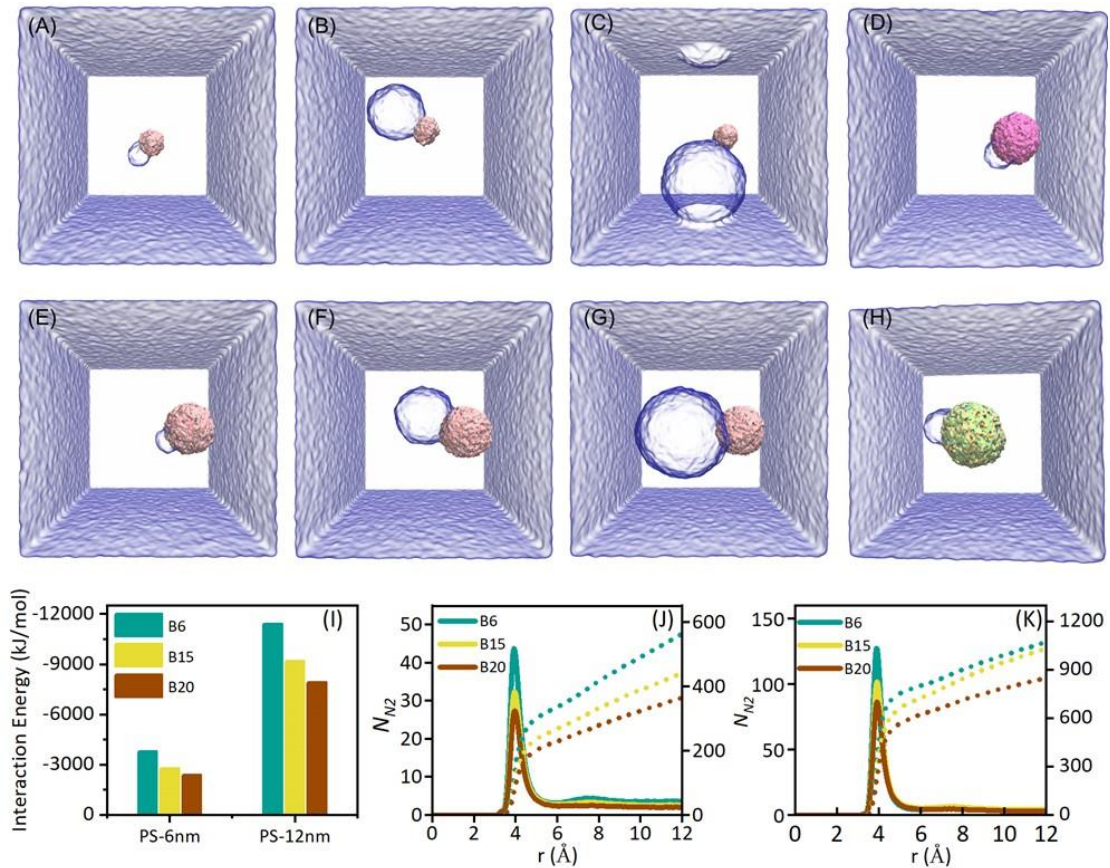 (A)
(B)
(C)
(D)
(E)
(F)
(G)
(H)
Interaction Energy (kJ/mol)
-12000
-9000
-6000
-3000
0
B6
B15
B20
(I)
PS-6nm
PS-12nm
N_N2
50
40
30
20
10
0
B6
B15
B20
(J)
600
400
200
0
0 2 4 6 8 10 12
r (Å)
N_N2
150
100
50
0
B6
B15
B20
(K)
1200
900
600
300
0
0 2 4 6 8 10 12
r (Å)